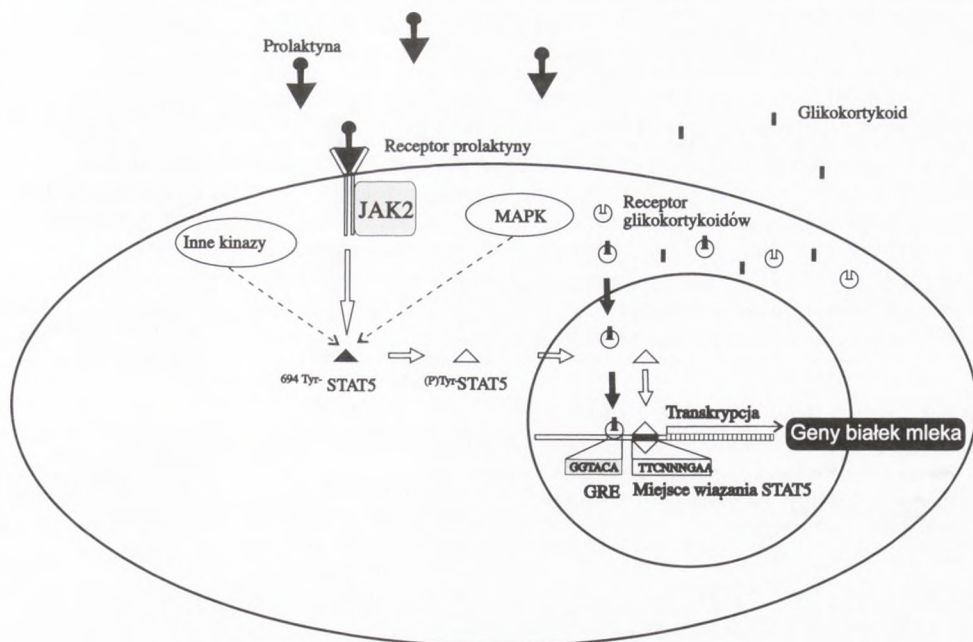 Prolaktyna
Glikokortykoid
Receptor prolaktyny
JAK2
MAPK
Receptor
glikokortykoidów
Inne kinazy
694 Tyr- STAT5
(P)Tyr-STAT5
Transkrypcja
Geny białek mleka
GGTACA
TTCNNNGAA
GRE
Miejsce wiązania STAT5